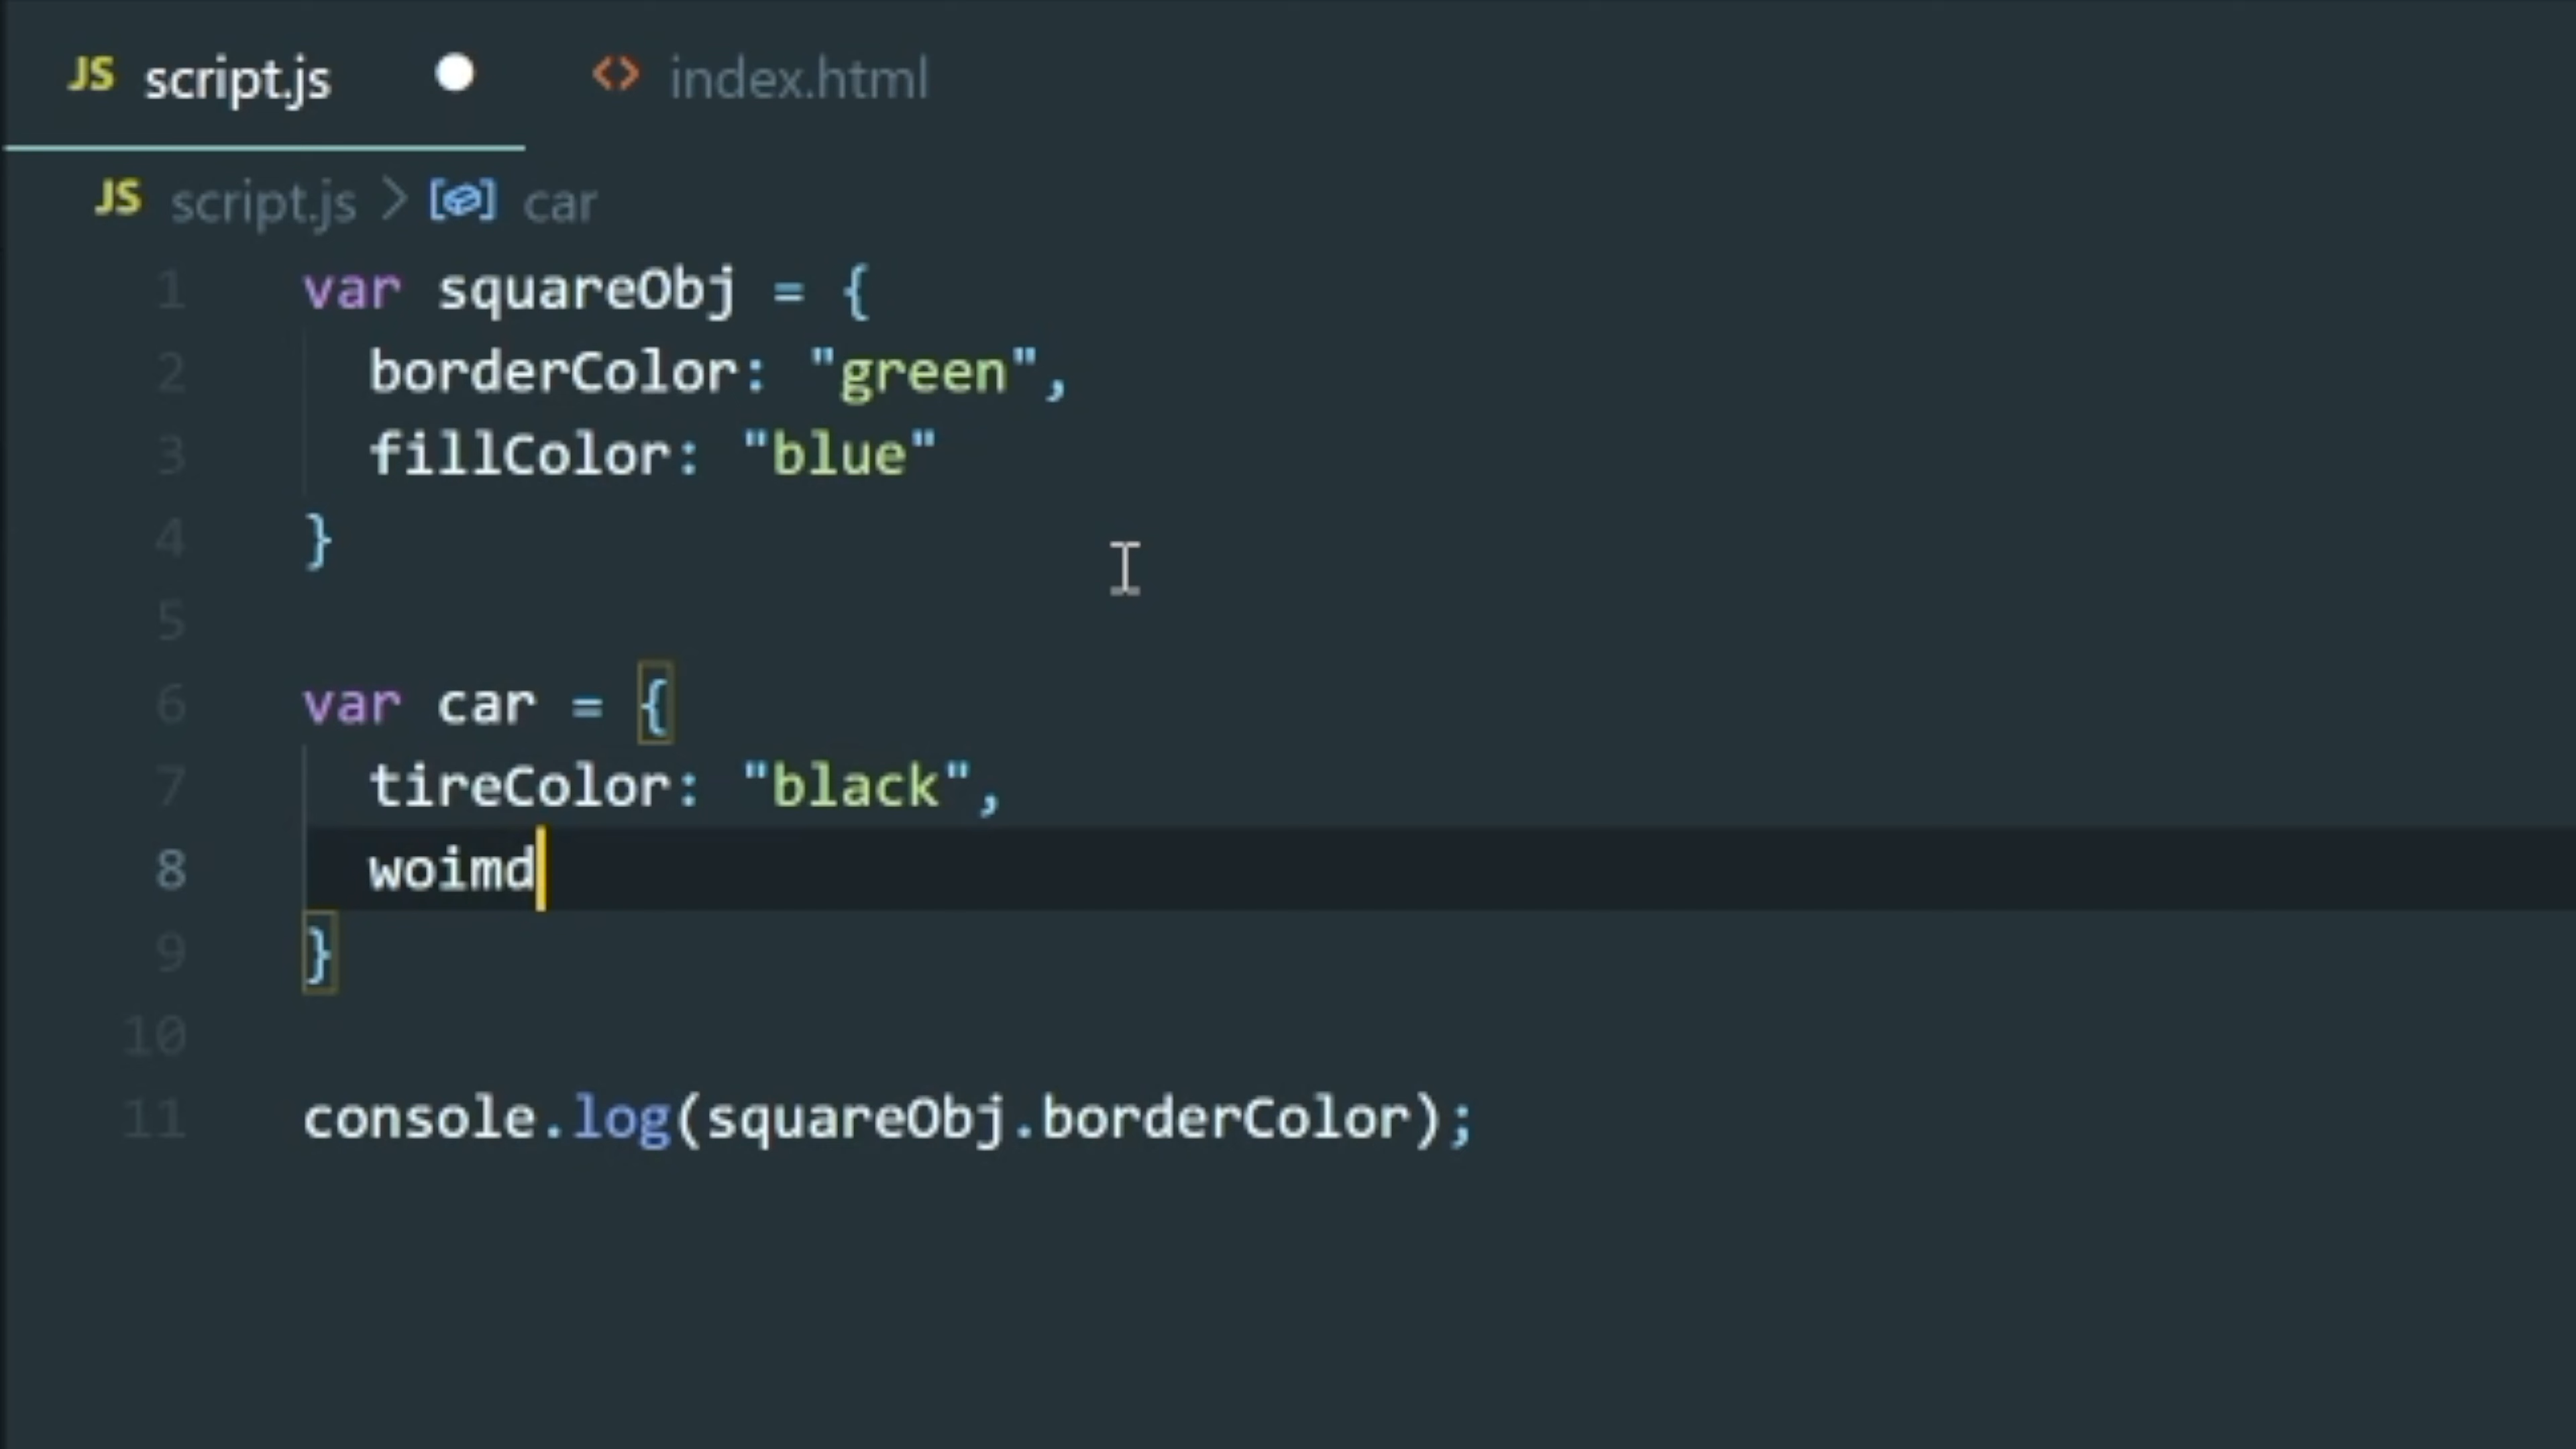 JS script.js index.html
JS script.js > car
1 var squareObj = {
2 borderColor: "green",
3 fillColor: "blue"
4 }
5
6 var car = {
7 tireColor: "black",
8 woimd
9 }
10
11 console.log(squareObj.borderColor);